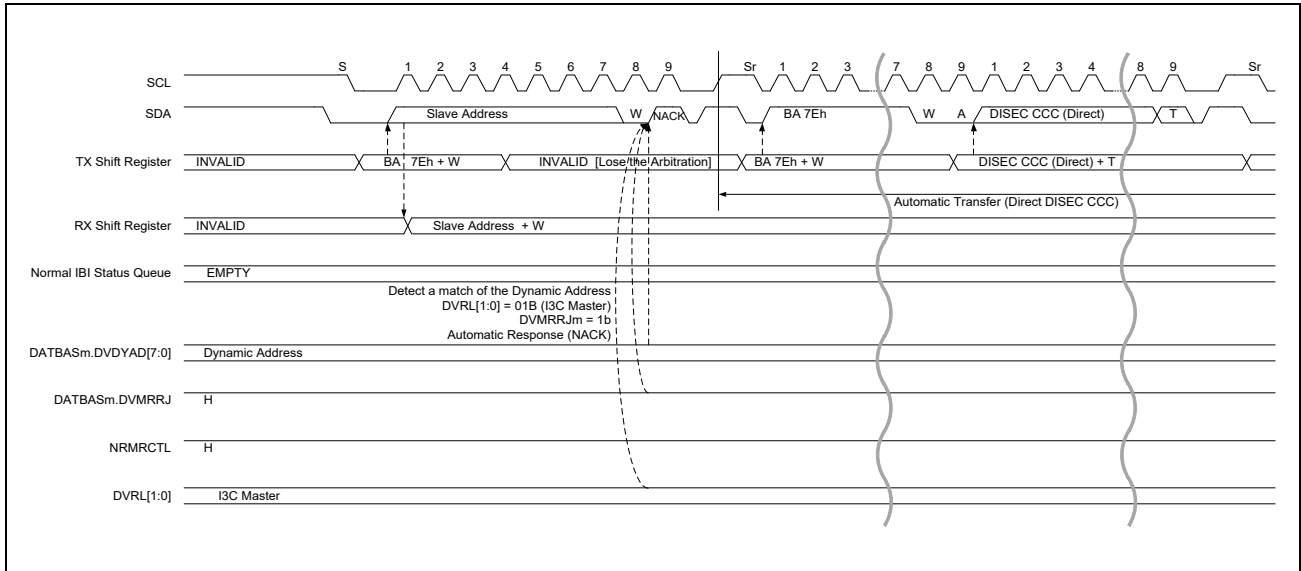 S 1 2 3 4 5 6 7 8 9 Sr 1 2 3 7 8 9 1 2 3 4 8 9 Sr
SCL
SDA Slave Address W NACK BA 7Eh W A DISEC CCC (Direct) T
TX Shift Register INVALID BA 7Eh + W INVALID [Lose the Arbitration] BA 7Eh + W DISEC CCC (Direct) + T
Automatic Transfer (Direct DISEC CCC)
RX Shift Register INVALID Slave Address + W
Normal IBI Status Queue EMPTY
Detect a match of the Dynamic Address
DVRL[1:0] = 01B (I3C Master)
DVMRRJm = 1b
Automatic Response (NACK)
DATBASm.DVDYAD[7:0] Dynamic Address
DATBASm.DVMRRJ H
NRMRCTL H
DVRL[1:0] I3C Master